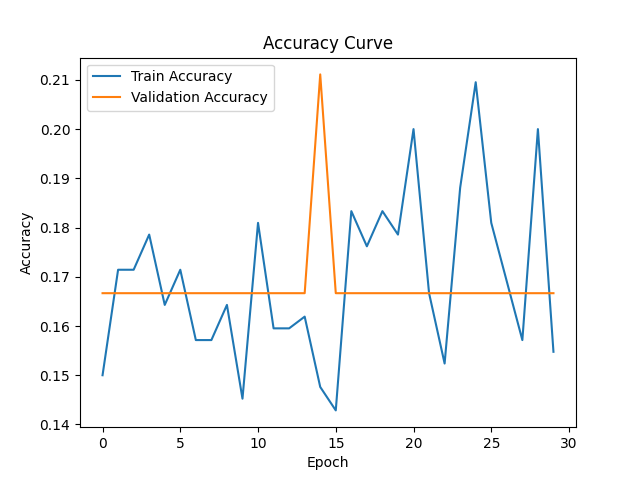 Accuracy Curve
Train Accuracy
Validation Accuracy
0.21
0.20
0.19
0.18
0.17
0.16
0.15
0.14
Accuracy
0 5 10 15 20 25 30
Epoch